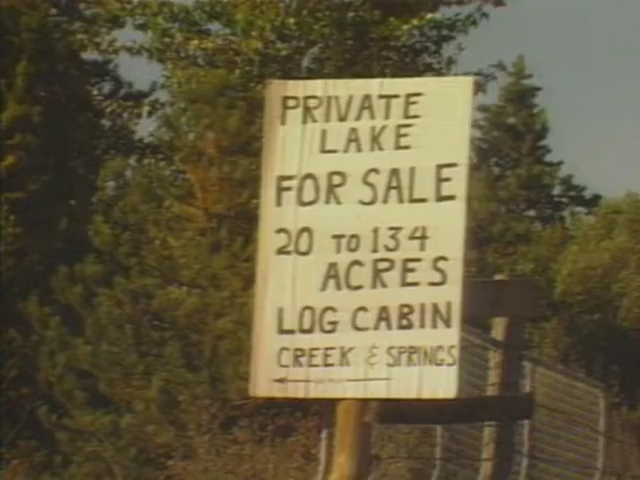 PRIVATE
LAKE
FOR SALE
20 TO 134
ACRES
LOG CABIN
CREEK & SPRINGS